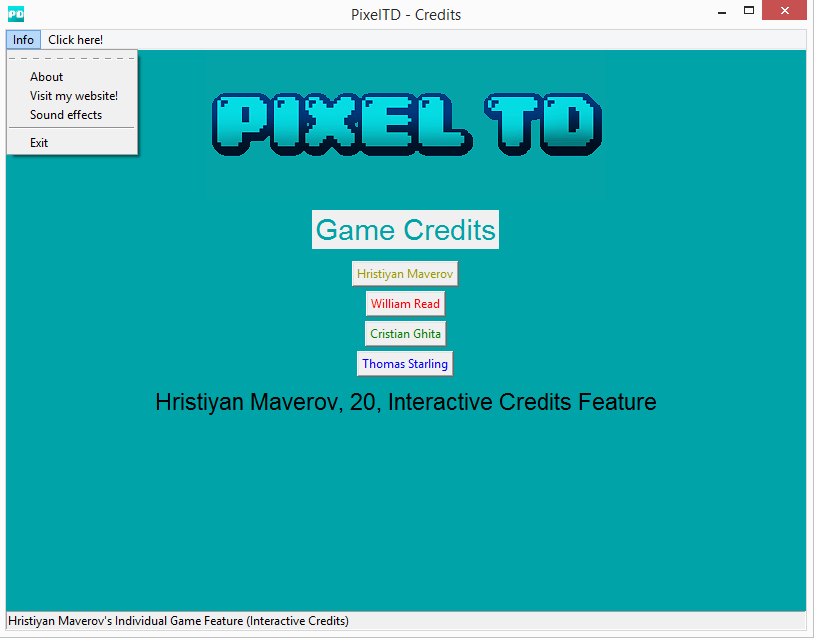 PD
PixelTD - Credits
Info Click here!
About
Visit my website!
Sound effects
Exit
PIXEL TD
Game Credits
Hristiyan Maverov
William Read
Cristian Ghita
Thomas Starling
Hristiyan Maverov, 20, Interactive Credits Feature
Hristiyan Maverov's Individual Game Feature (Interactive Credits)